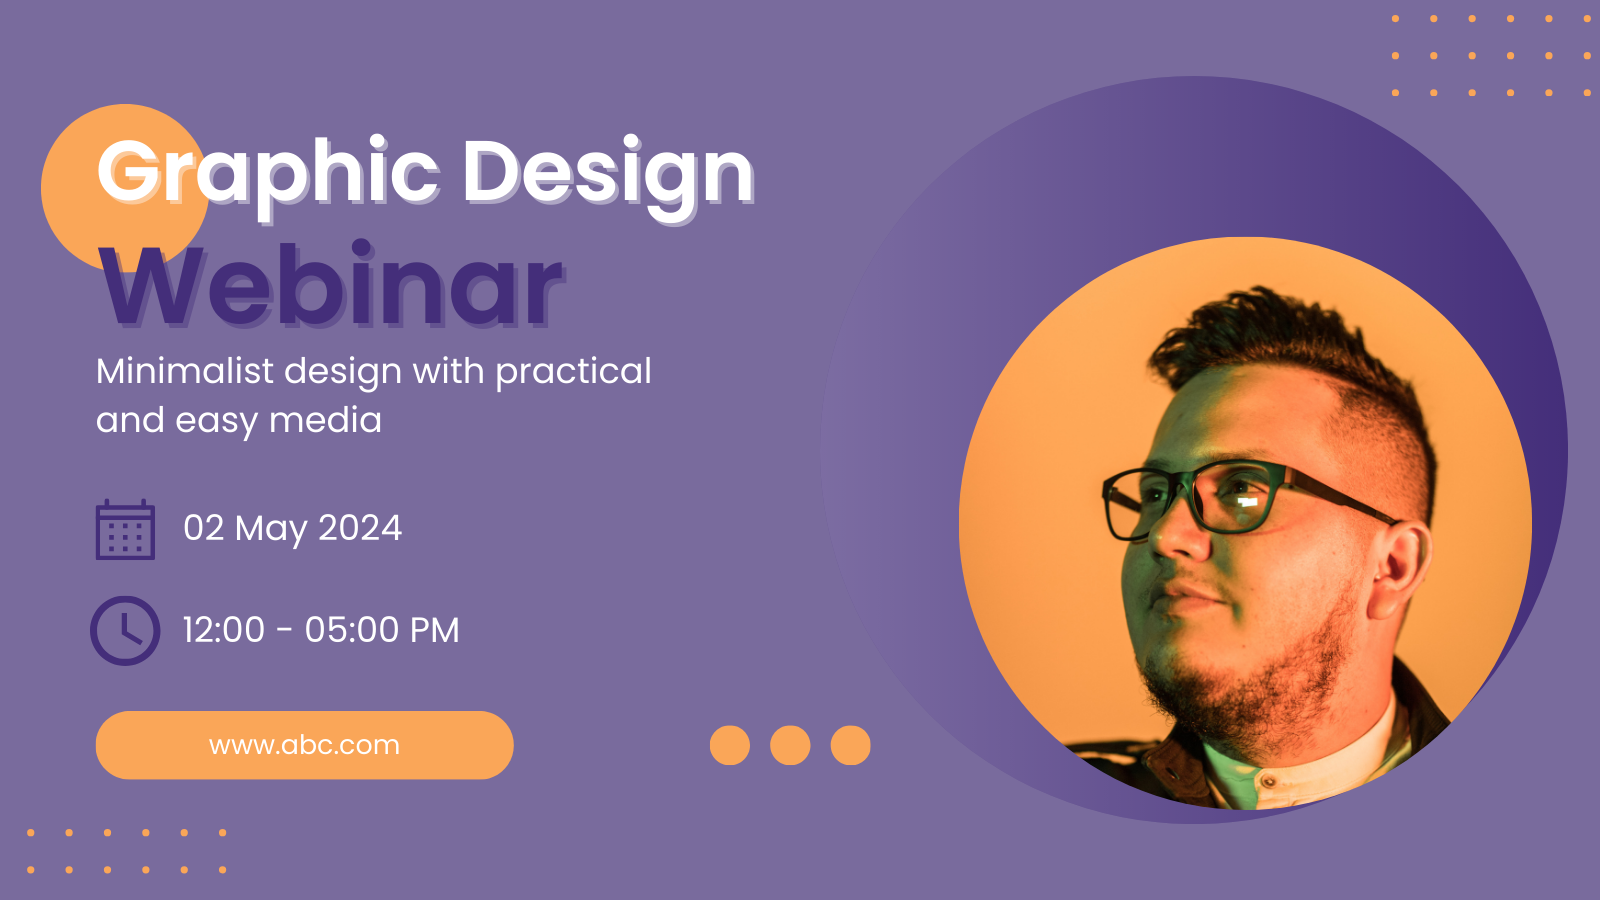 Graphic Design
Webinar
Minimalist design with practical
and easy media
02 May 2024
12:00 - 05:00 PM
www.abc.com